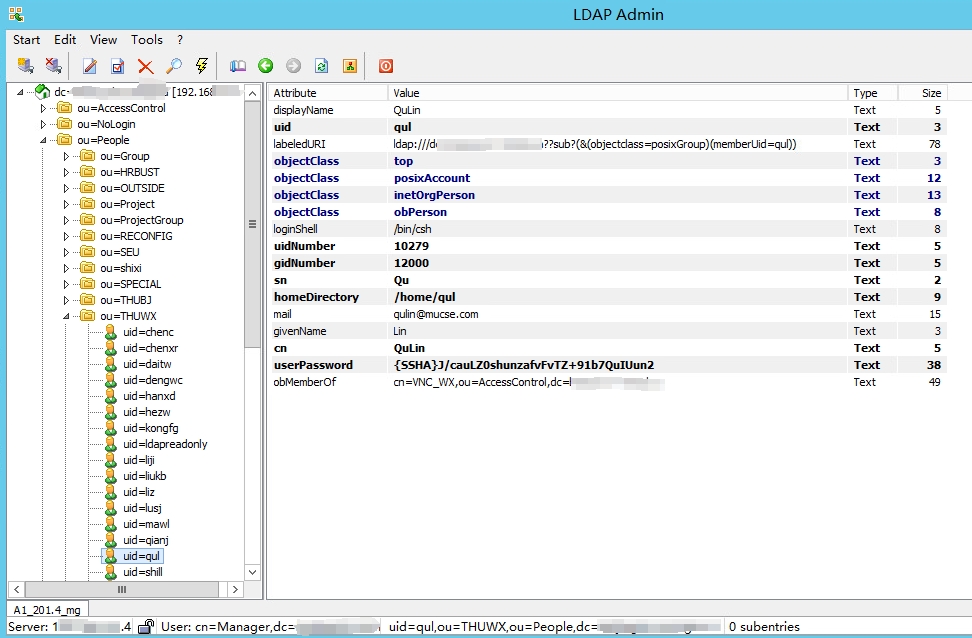 LDAP Admin
Start Edit View Tools ?
dc= [192.168
ou=AccessControl
ou=NoLogin
ou=People
ou=Group
ou=HRBUST
ou=OUTSIDE
ou=Project
ou=ProjectGroup
ou=RECONFIG
ou=SEU
ou=shixi
ou=SPECIAL
ou=THUBJ
ou=THUWX
uid=chenc
uid=chenxr
uid=daitw
uid=dengwc
uid=hanxd
uid=hezw
uid=kongfg
uid=ldapreadonly
uid=liji
uid=liukb
uid=liz
uid=lusj
uid=mawl
uid=qianj
uid=qul
uid=shill
Attribute Value Type Size
displayName QuLin Text 5
uid qul Text 3
labeledURI ldap:///d ??sub?(&(objectclass=posixGroup)(memberUid=qul)) Text 78
objectClass top Text 3
objectClass posixAccount Text 12
objectClass inetOrgPerson Text 13
objectClass obPerson Text 8
loginShell /bin/csh Text 8
uidNumber 10279 Text 5
gidNumber 12000 Text 5
sn Qu Text 2
homeDirectory /home/qul Text 9
mail qulin@mucse.com Text 15
givenName Lin Text 3
cn QuLin Text 5
userPassword {SSHA}J/cauLZ0shunzafvFvTZ+91b7QuIUun2 Text 38
obMemberOf cn=VNC_WX,ou=AccessControl,dc= Text 49
A1_201.4_mg
Server: 1 .4 User: cn=Manager,dc= uid=qul,ou=THUWX,ou=People,dc= 0 subentries